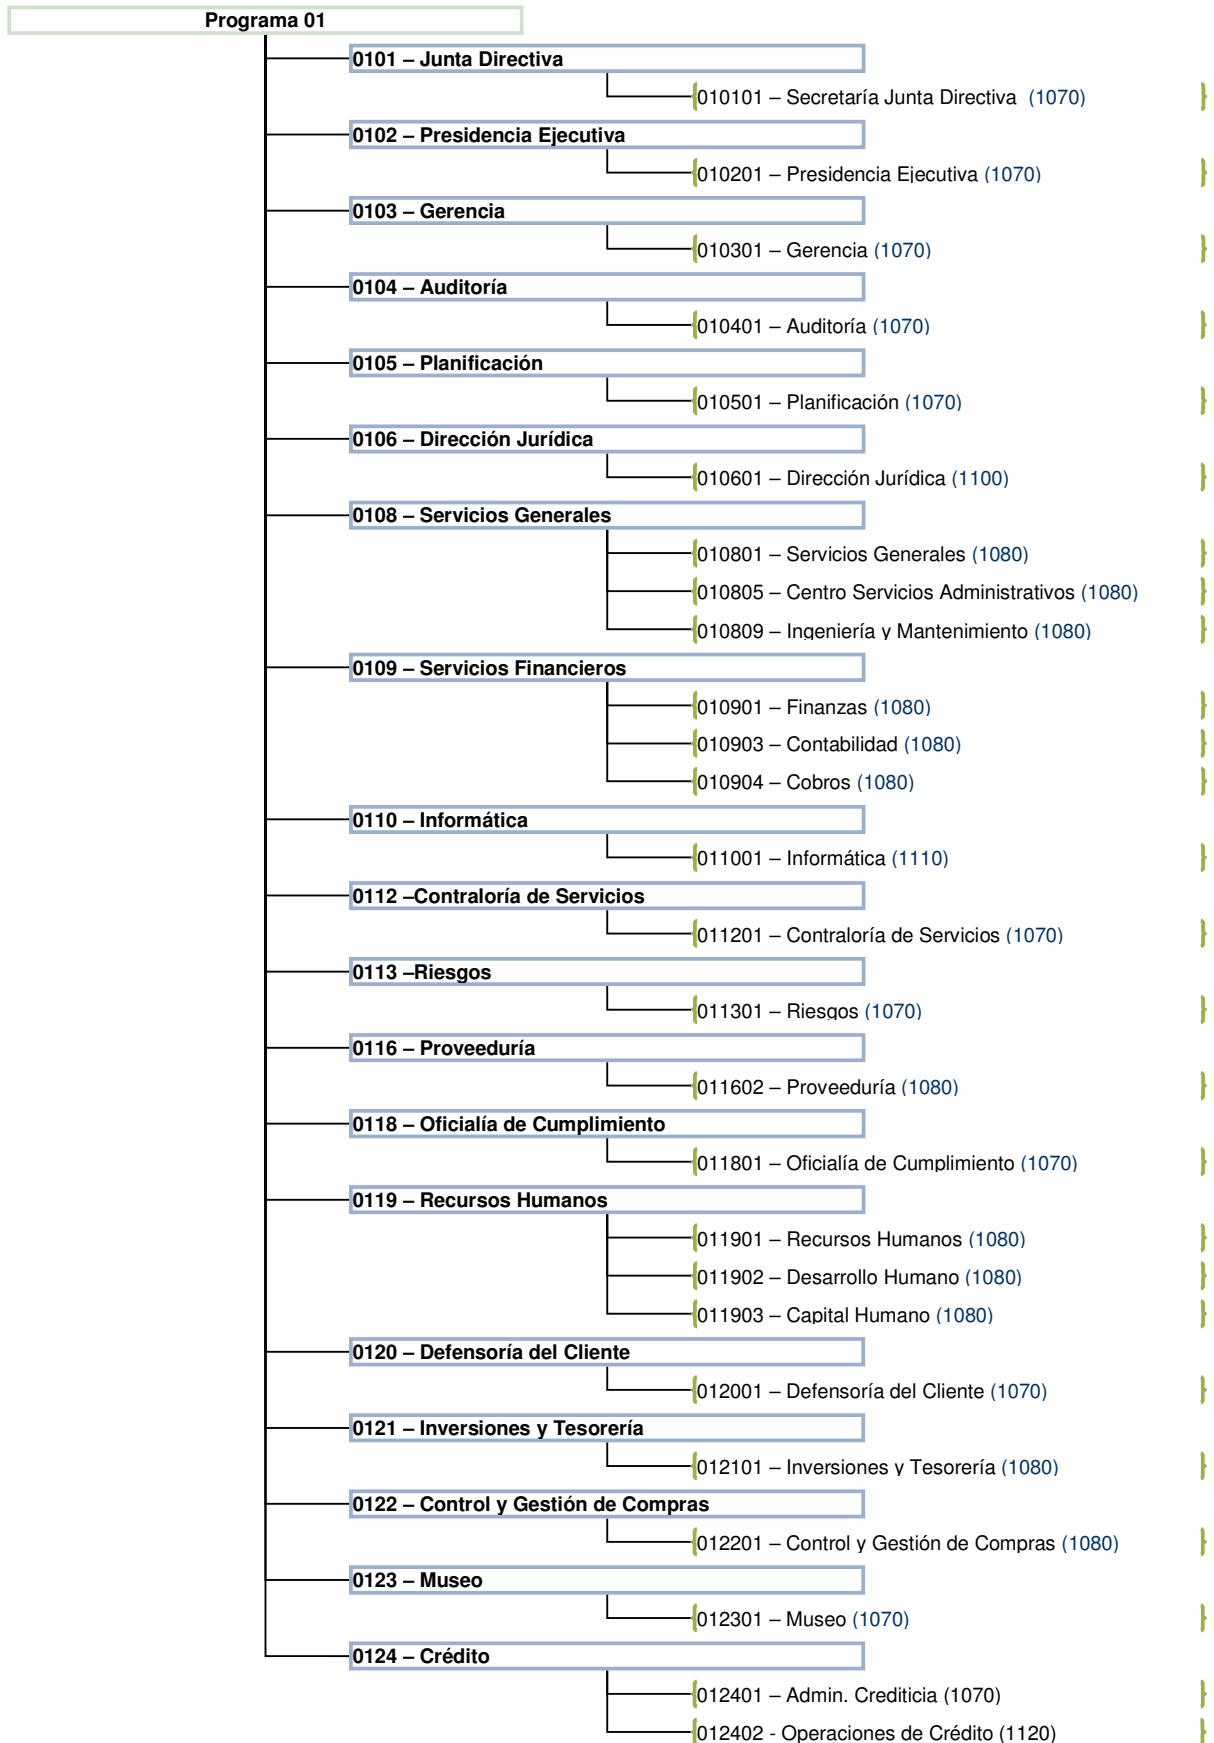 Programa 01
0101 – Junta Directiva
010101 – Secretaría Junta Directiva (1070)
0102 – Presidencia Ejecutiva
010201 – Presidencia Ejecutiva (1070)
0103 – Gerencia
010301 – Gerencia (1070)
0104 – Auditoría
010401 – Auditoría (1070)
0105 – Planificación
010501 – Planificación (1070)
0106 – Dirección Jurídica
010601 – Dirección Jurídica (1100)
0108 – Servicios Generales
010801 – Servicios Generales (1080)
010805 – Centro Servicios Administrativos (1080)
010809 – Ingeniería y Mantenimiento (1080)
0109 – Servicios Financieros
010901 – Finanzas (1080)
010903 – Contabilidad (1080)
010904 – Cobros (1080)
0110 – Informática
011001 – Informática (1110)
0112 –Contraloría de Servicios
011201 – Contraloría de Servicios (1070)
0113 –Riesgos
011301 – Riesgos (1070)
0116 – Proveeduría
011602 – Proveeduría (1080)
0118 – Oficialía de Cumplimiento
011801 – Oficialía de Cumplimiento (1070)
0119 – Recursos Humanos
011901 – Recursos Humanos (1080)
011902 – Desarrollo Humano (1080)
011903 – Capital Humano (1080)
0120 – Defensoría del Cliente
012001 – Defensoría del Cliente (1070)
0121 – Inversiones y Tesorería
012101 – Inversiones y Tesorería (1080)
0122 – Control y Gestión de Compras
012201 – Control y Gestión de Compras (1080)
0123 – Museo
012301 – Museo (1070)
0124 – Crédito
012401 – Admin. Crediticia (1070)
012402 - Operaciones de Crédito (1120)